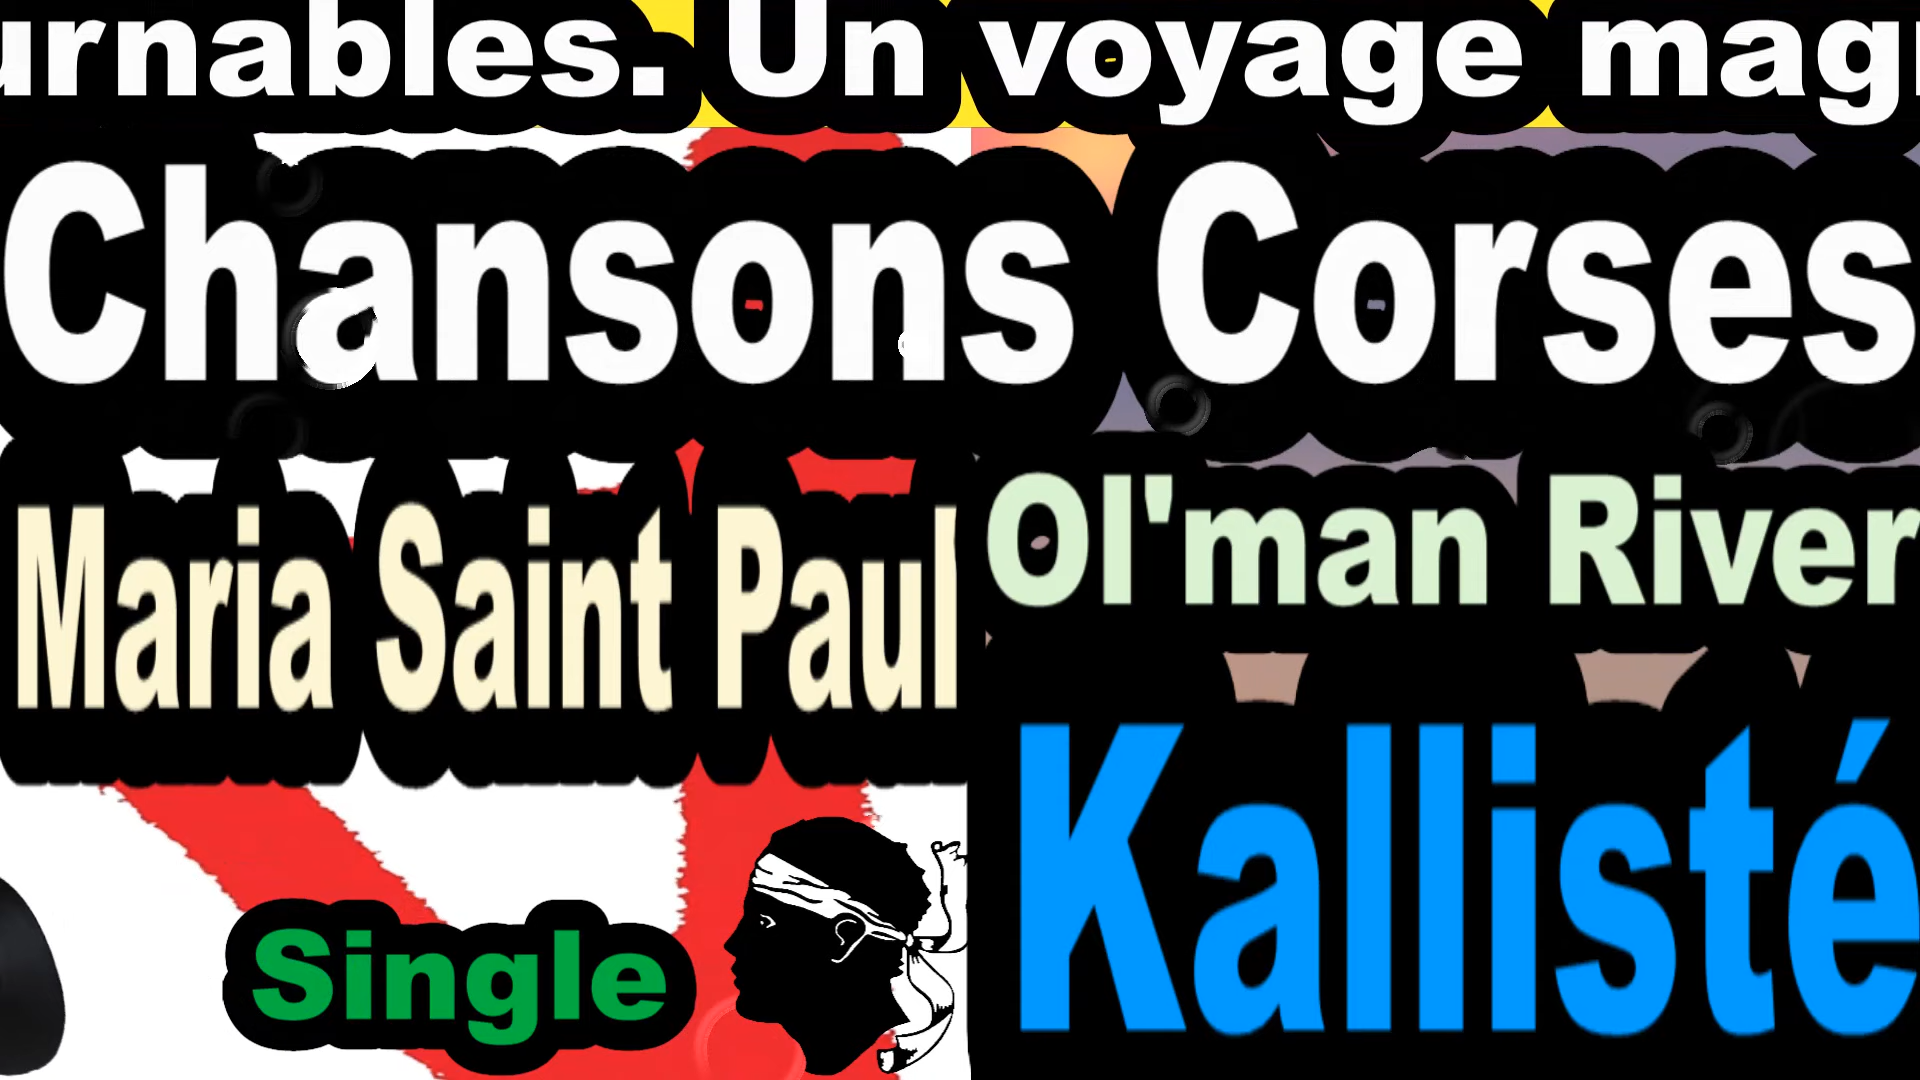 urnables. Un voyage mag
Chansons Corses
Maria Saint Paul
Ol'man River
Kallisté
Single